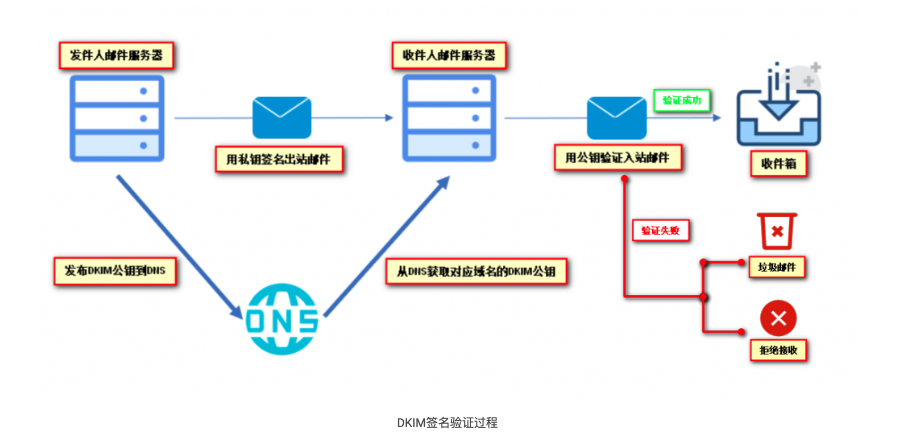 发件人邮件服务器
收件人邮件服务器
验证成功
用私钥签名出站邮件
用公钥验证入站邮件
收件箱
验证失败
发布DKIM公钥到DNS
从DNS获取对应域名的DKIM公钥
垃圾邮件
DNS
拒绝接收
DKIM签名验证过程